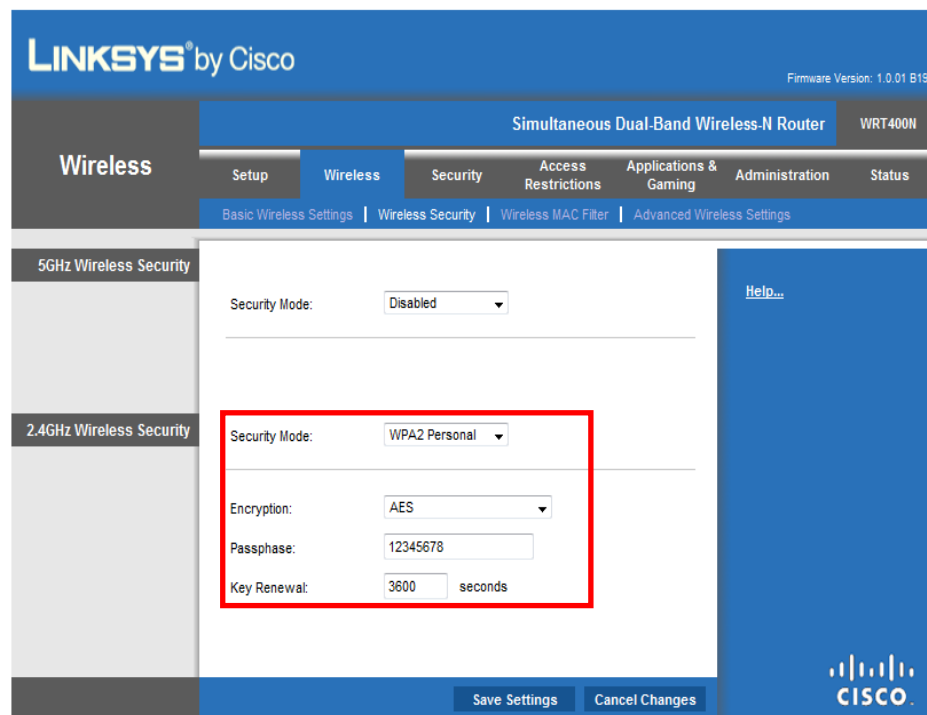 LINKSYS® by Cisco
Firmware Version: 1.0.01 B19
Simultaneous Dual-Band Wireless-N Router WRT400N
Wireless
Setup Wireless Security Access Restrictions Applications & Gaming Administration Status
Basic Wireless Settings | Wireless Security | Wireless MAC Filter | Advanced Wireless Settings
5GHz Wireless Security
Security Mode: Disabled
Help...
2.4GHz Wireless Security
Security Mode: WPA2 Personal
Encryption: AES
Passphase: 12345678
Key Renewal: 3600 seconds
Save Settings Cancel Changes
CISCO.